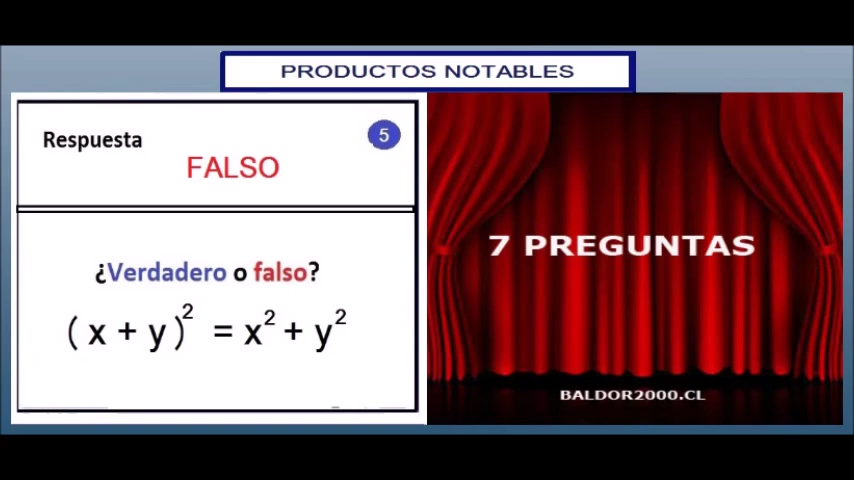 PRODUCTOS NOTABLES
Respuesta
5
FALSO
¿Verdadero o falso?
(x + y)² = x² + y²
7 PREGUNTAS
BALDOR2000.CL